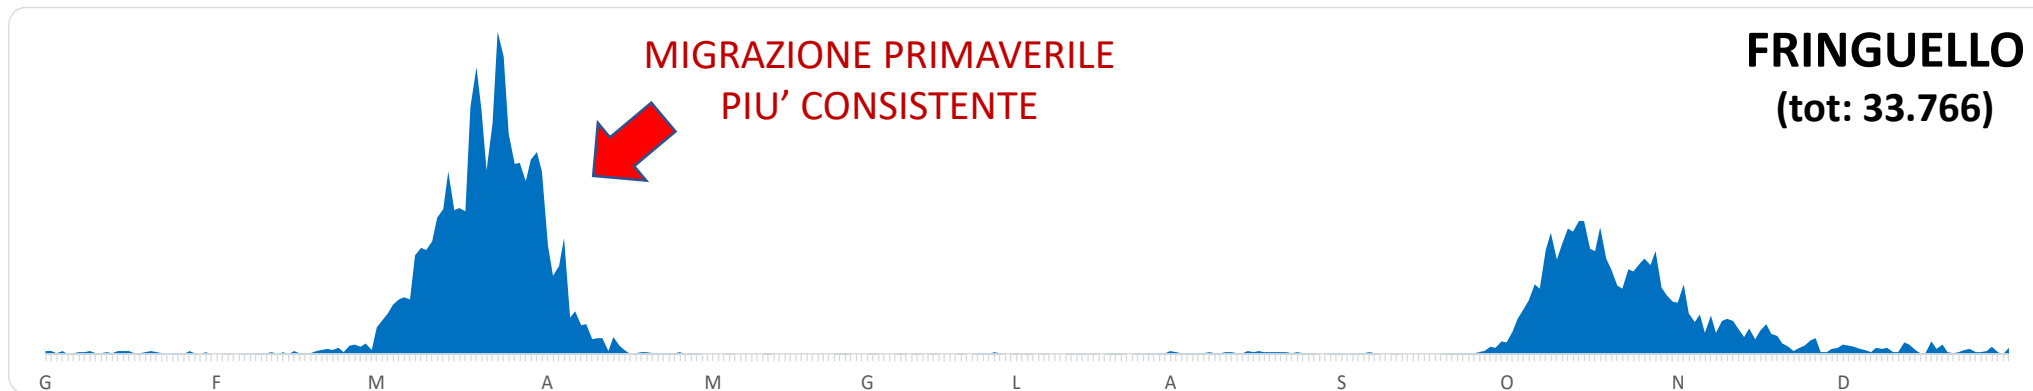 MIGRAZIONE PRIMAVERILE
PIU’ CONSISTENTE
FRINGUELLO
(tot: 33.766)
G F M A M G L A S O N D